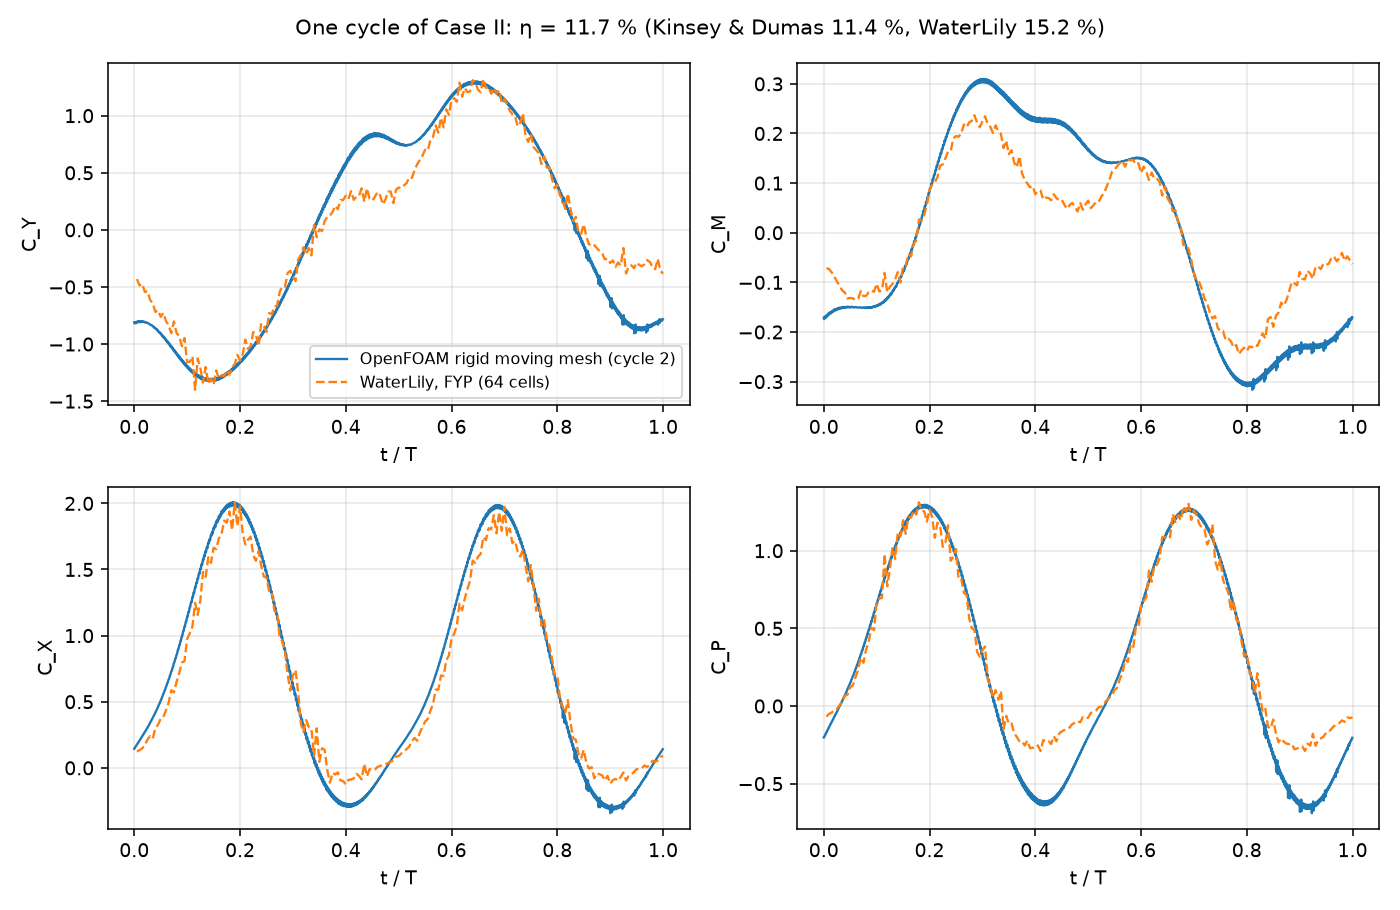 One cycle of Case II: η = 11.7 % (Kinsey & Dumas 11.4 %, WaterLily 15.2 %)
C_Y
1.0
0.5
0.0
−0.5
−1.0
−1.5
OpenFOAM rigid moving mesh (cycle 2)
WaterLily, FYP (64 cells)
0.0 0.2 0.4 0.6 0.8 1.0
t / T
C_M
0.3
0.2
0.1
0.0
−0.1
−0.2
−0.3
0.0 0.2 0.4 0.6 0.8 1.0
t / T
C_X
2.0
1.5
1.0
0.5
0.0
0.0 0.2 0.4 0.6 0.8 1.0
t / T
C_P
1.0
0.5
0.0
−0.5
0.0 0.2 0.4 0.6 0.8 1.0
t / T